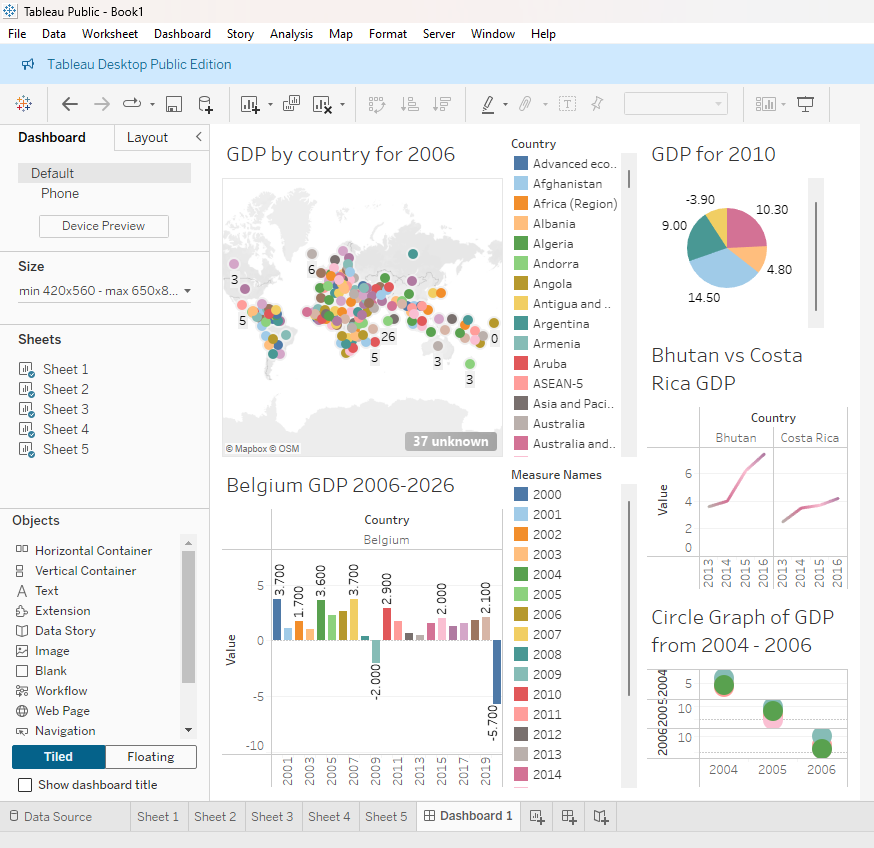 Tableau Public - Book1
File Data Worksheet Dashboard Story Analysis Map Format Server Window Help
Tableau Desktop Public Edition
Dashboard Layout
Default
Phone
Device Preview
Size
min 420x560 - max 650x8...
Sheets
Sheet 1
Sheet 2
Sheet 3
Sheet 4
Sheet 5
Objects
Horizontal Container
Vertical Container
Text
Extension
Data Story
Image
Blank
Workflow
Web Page
Navigation
Tiled Floating
Show dashboard title
GDP by country for 2006
3
6
5
26
5
3
0
3
37 unknown
© Mapbox © OSM
Country
Advanced eco..
Afghanistan
Africa (Region)
Albania
Algeria
Andorra
Angola
Antigua and ..
Argentina
Armenia
Aruba
ASEAN-5
Asia and Paci..
Australia
Australia and..
GDP for 2010
-3.90
10.30
9.00
4.80
14.50
Bhutan vs Costa
Rica GDP
Country
Bhutan Costa Rica
Value
6
4
2
0
2013 2014 2015 2016 2013 2014 2015 2016
Belgium GDP 2006-2026
Country
Belgium
Value
5
0
-5
-10
3.700 1.700 3.600 3.700 -2.000 2.900 2.000 2.100 -5.700
2001 2003 2005 2007 2009 2011 2013 2015 2017 2019
Measure Names
2000
2001
2002
2003
2004
2005
2006
2007
2008
2009
2010
2011
2012
2013
2014
Circle Graph of GDP
from 2004 - 2006
2004 5
2005 10
2006 10
2004 2005 2006
Data Source Sheet 1 Sheet 2 Sheet 3 Sheet 4 Sheet 5 Dashboard 1